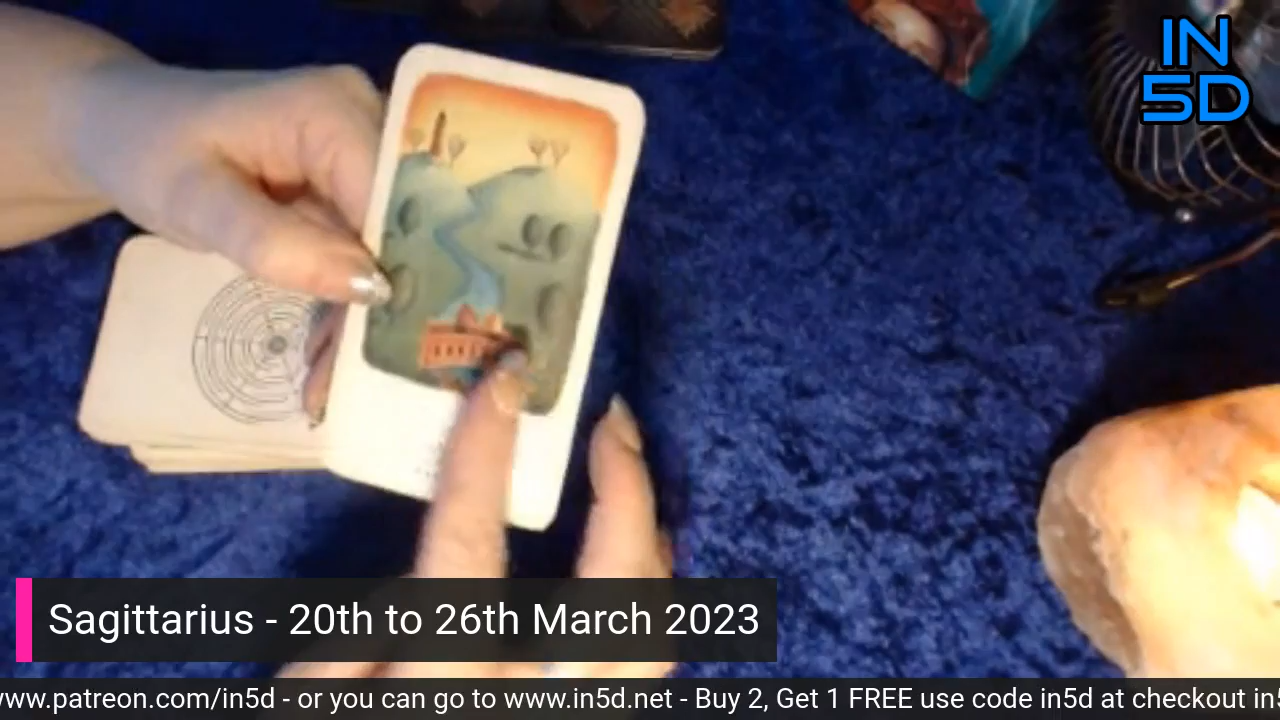 IN
5D
Sagittarius - 20th to 26th March 2023
www.patreon.com/in5d - or you can go to www.in5d.net - Buy 2, Get 1 FREE use code in5d at checkout in5